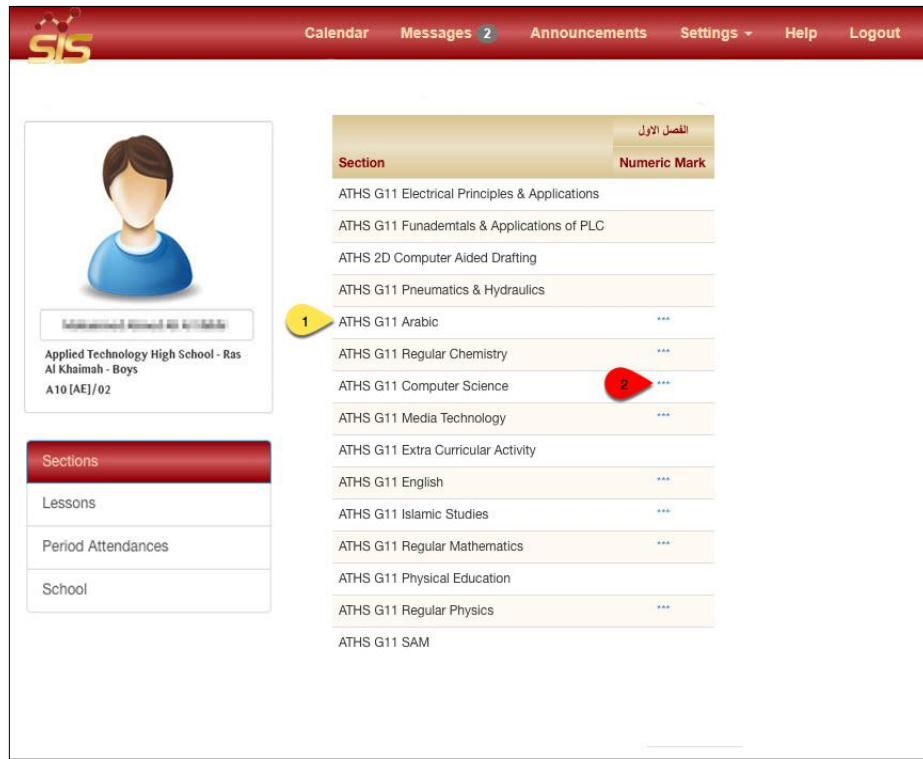 SIS
Calendar Messages 2 Announcements Settings Help Logout
Applied Technology High School - Ras
Al Khaimah - Boys
A10 [AE]/02
Sections
Lessons
Period Attendances
School
الفصل الاول
Section Numeric Mark
ATHS G11 Electrical Principles & Applications
ATHS G11 Funademtals & Applications of PLC
ATHS 2D Computer Aided Drafting
ATHS G11 Pneumatics & Hydraulics
1 ATHS G11 Arabic ***
ATHS G11 Regular Chemistry ***
ATHS G11 Computer Science 2 ***
ATHS G11 Media Technology ***
ATHS G11 Extra Curricular Activity
ATHS G11 English ***
ATHS G11 Islamic Studies ***
ATHS G11 Regular Mathematics ***
ATHS G11 Physical Education
ATHS G11 Regular Physics ***
ATHS G11 SAM